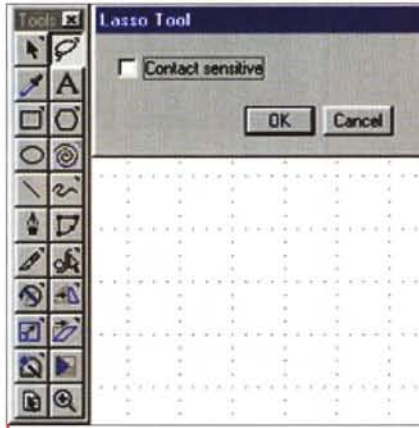 Tools
Lasso Tool
Contact sensitive
OK
Cancel
A